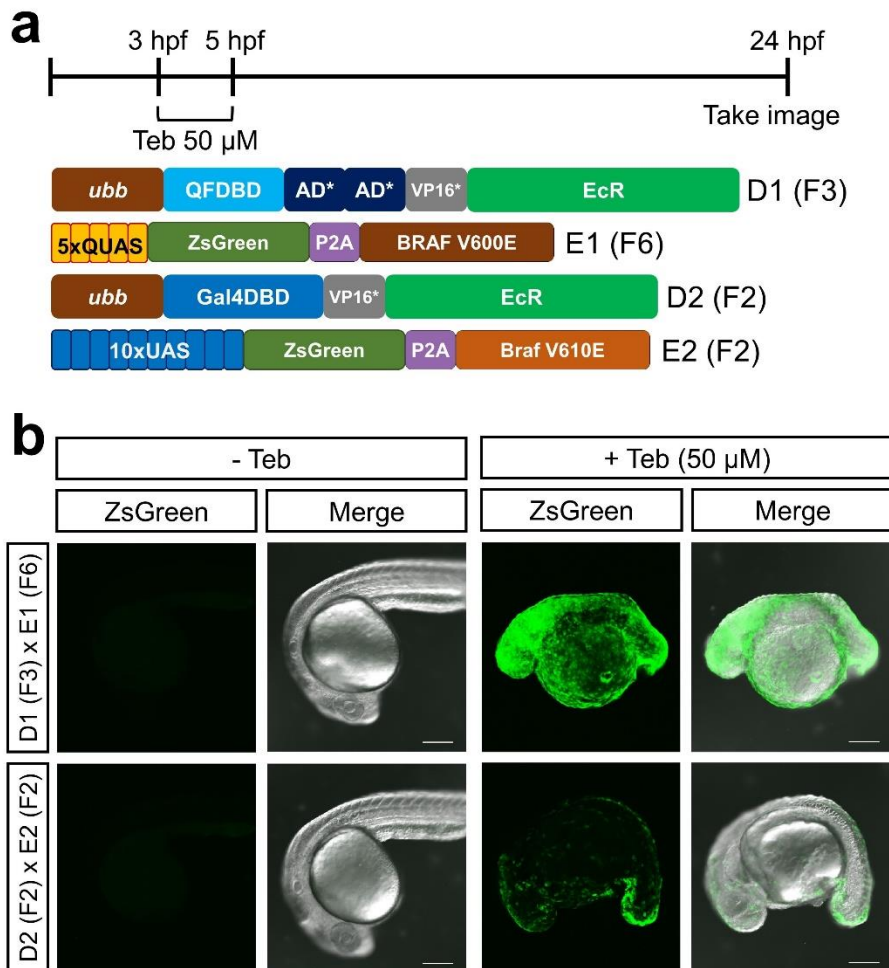 a
3 hpf 5 hpf 24 hpf
Teb 50 µM Take image
ubb QFDBD AD* AD* VP16* EcR D1 (F3)
5xQUAS ZsGreen P2A BRAF V600E E1 (F6)
ubb Gal4DBD VP16* EcR D2 (F2)
10xUAS ZsGreen P2A Braf V610E E2 (F2)
b
- Teb + Teb (50 µM)
ZsGreen Merge ZsGreen Merge
D1 (F3) x E1 (F6)
D2 (F2) x E2 (F2)